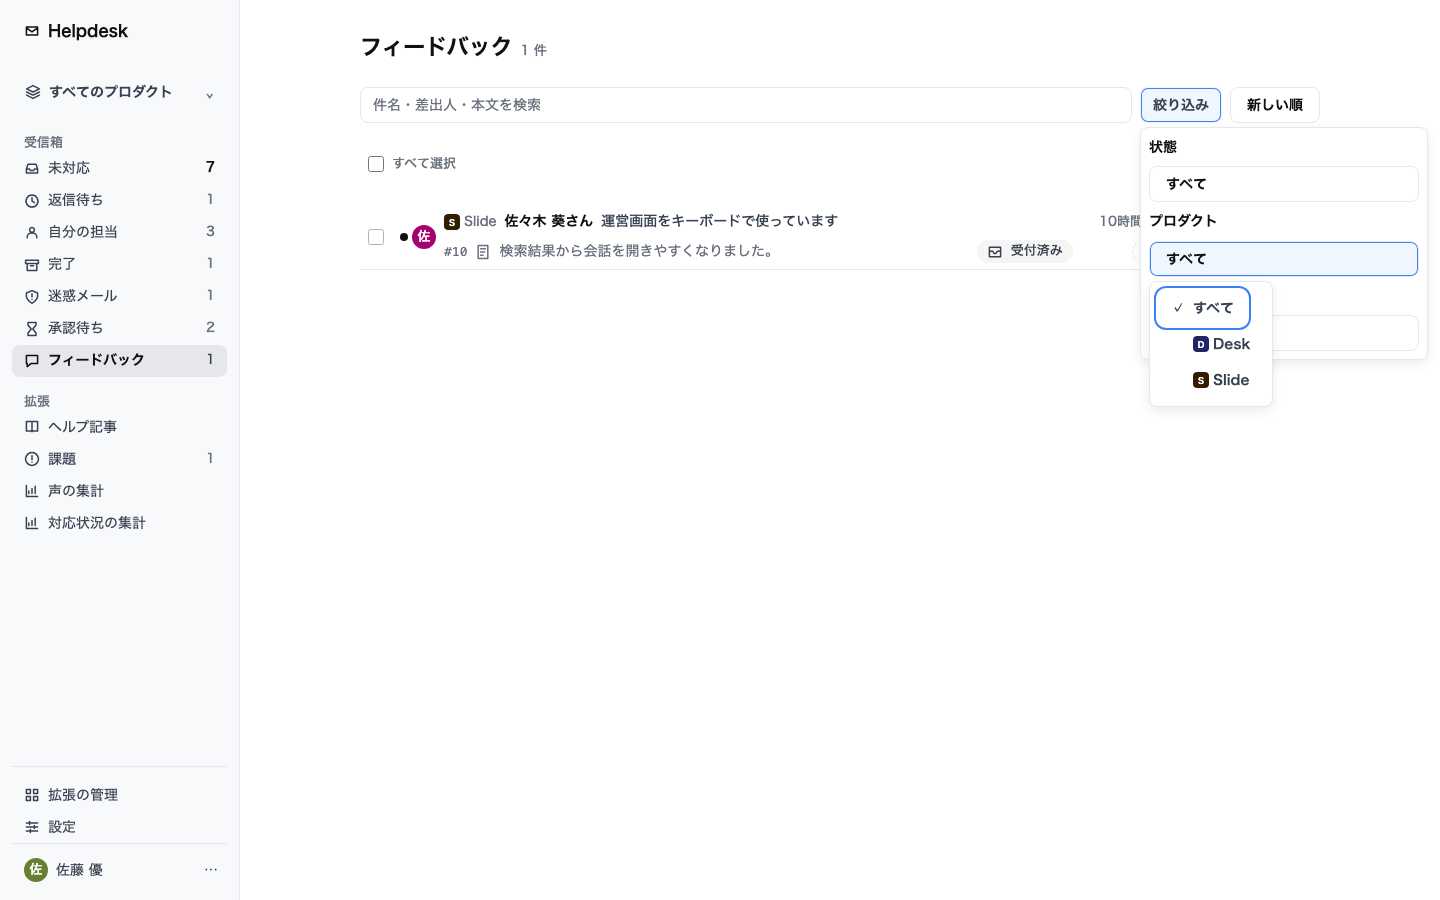 Helpdesk
すべてのプロダクト
受信箱
未対応 7
返信待ち 1
自分の担当 3
完了 1
迷惑メール 1
承認待ち 2
フィードバック 1
拡張
ヘルプ記事
課題 1
声の集計
対応状況の集計
拡張の管理
設定
佐 佐藤 優 …
フィードバック 1 件
件名・差出人・本文を検索 絞り込み 新しい順
すべて選択
佐 S Slide 佐々木 葵さん 運営画面をキーボードで使っています 10時間
#10 検索結果から会話を開きやすくなりました。 受付済み
状態
すべて
プロダクト
すべて
✓ すべて
D Desk
S Slide